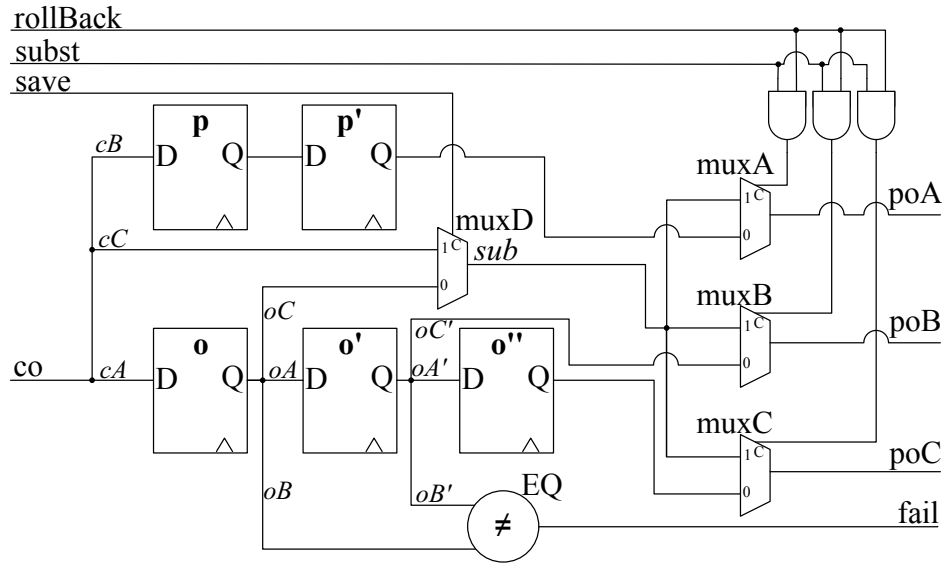 rollBack
subst
save
p
p'
cB
D
Q
D
Q
muxA
1
C
0
poA
muxD
cC
1
C
sub
0
muxB
oC
oC'
1
C
0
poB
o
o'
o''
co
cA
D
Q
oA
D
Q
oA'
D
Q
muxC
1
C
0
poC
oB
oB'
EQ
≠
fail